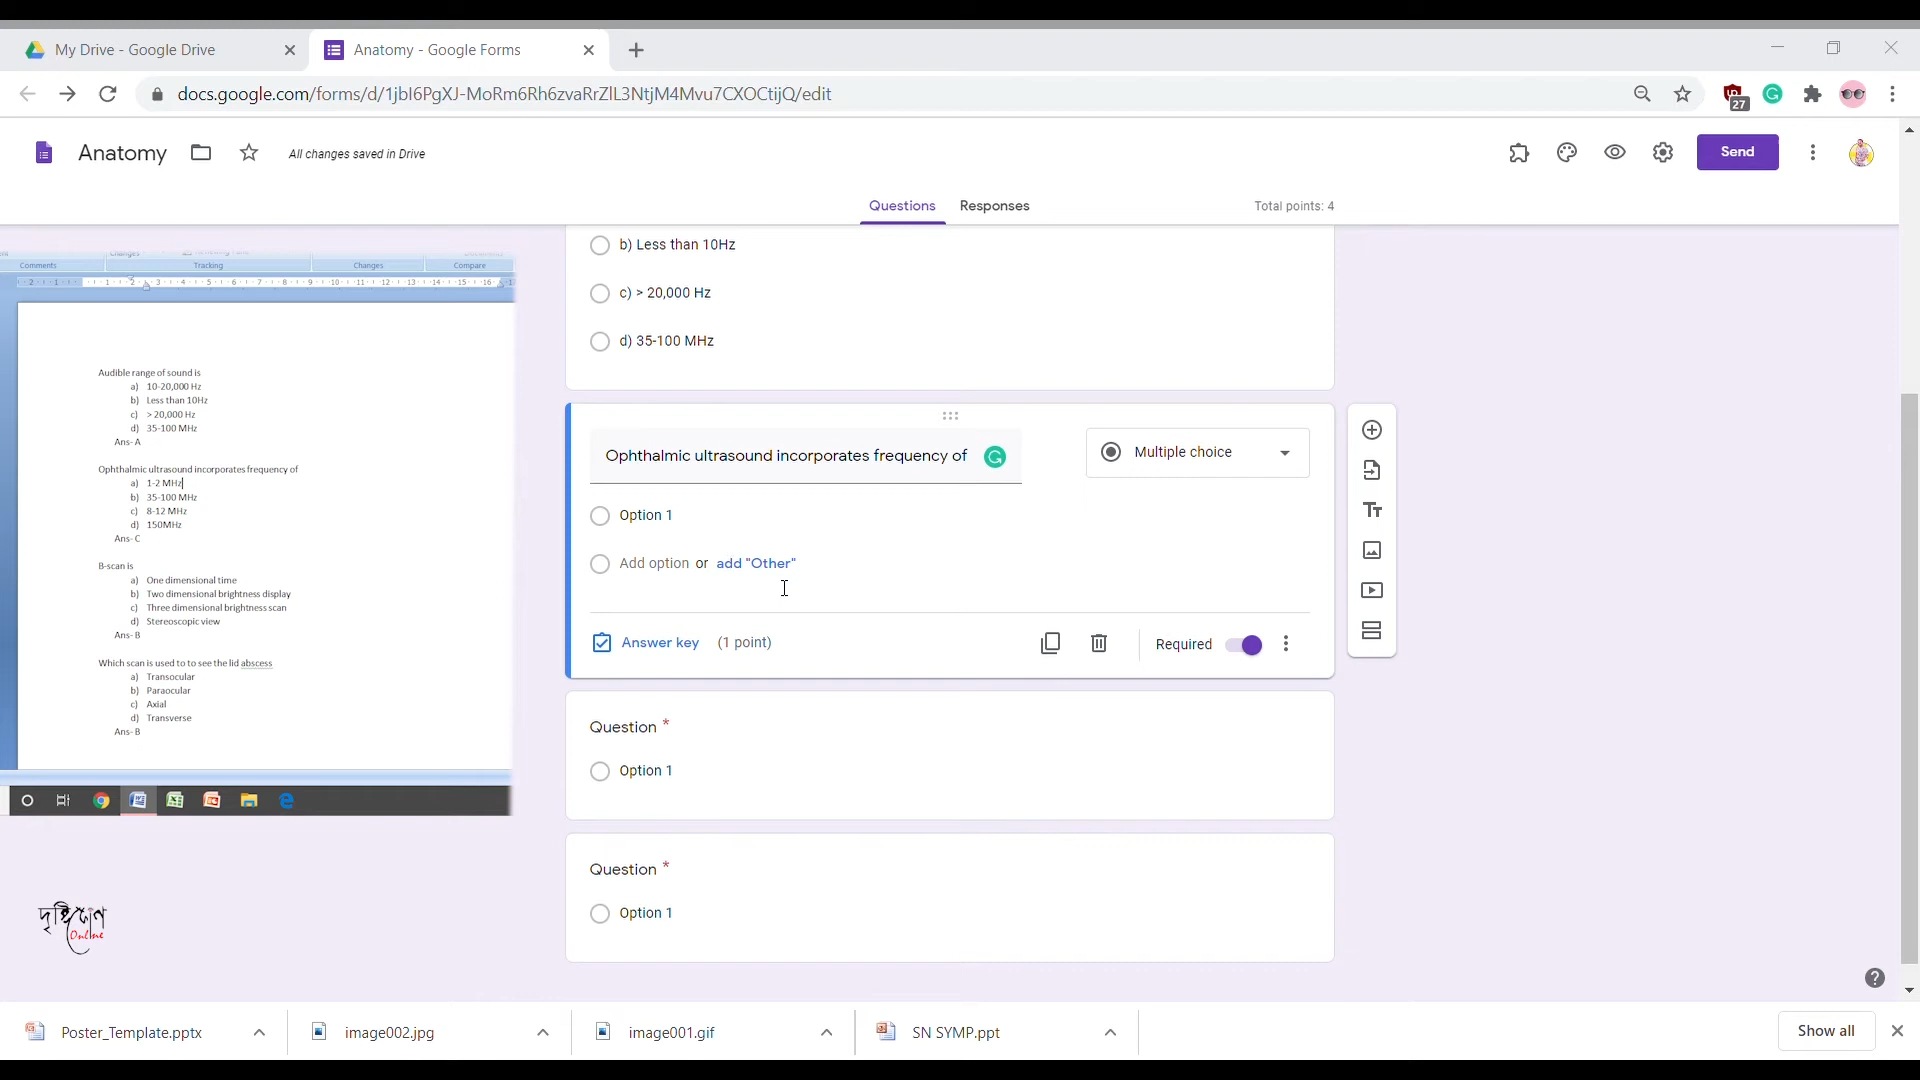 My Drive - Google Drive
Anatomy - Google Forms
docs.google.com/forms/d/1jbl6PgXJ-MoRm6Rh6zvaRrZlL3NtjM4Mvu7CXOCtijQ/edit
27
Anatomy
All changes saved in Drive
Send
Questions
Responses
Total points: 4
b) Less than 10Hz
c) > 20,000 Hz
d) 35-100 MHz
Comments
Tracking
Changes
Compare
Audible range of sound is
a) 10-20,000 Hz
b) Less than 10Hz
c) > 20,000 Hz
d) 35-100 MHz
Ans- A
Ophthalmic ultrasound incorporates frequency of
a) 1-2 MHz
b) 35-100 MHz
c) 8-12 MHz
d) 150MHz
Ans- C
B-scan is
a) One dimensional time
b) Two dimensional brightness display
c) Three dimensional brightness scan
d) Stereoscopic view
Ans- B
Which scan is used to to see the lid abscess
a) Transocular
b) Paraocular
c) Axial
d) Transverse
Ans- B
Ophthalmic ultrasound incorporates frequency of
Multiple choice
Option 1
Add option or add "Other"
Answer key (1 point)
Required
Question *
Option 1
Question *
Option 1
Online
Poster_Template.pptx
image002.jpg
image001.gif
SN SYMP.ppt
Show all